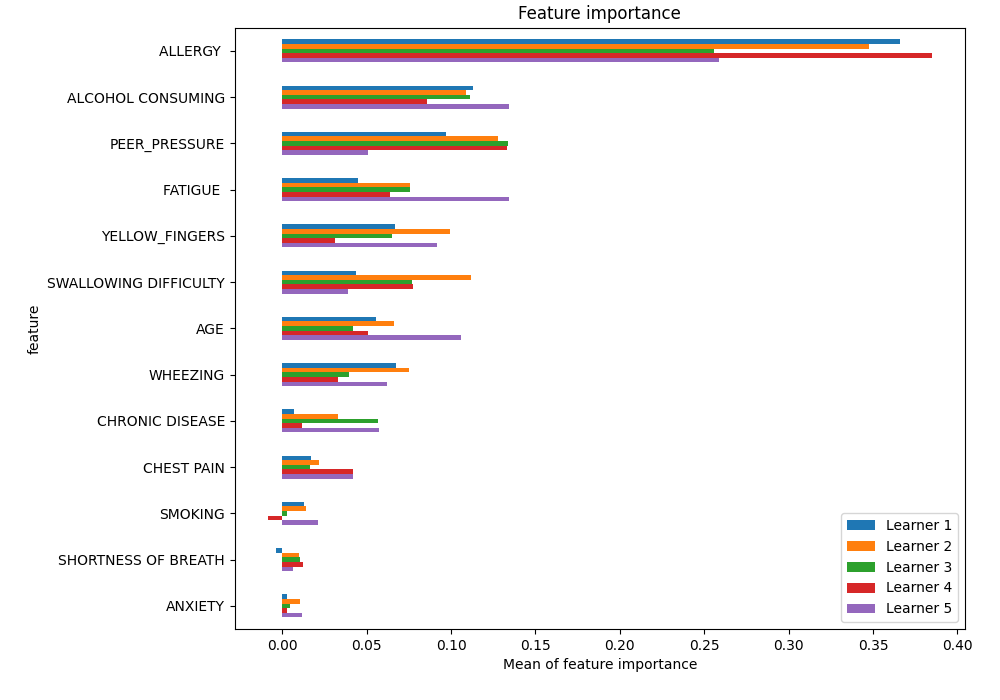 Feature importance
ALLERGY
ALCOHOL CONSUMING
PEER_PRESSURE
FATIGUE
YELLOW_FINGERS
SWALLOWING DIFFICULTY
AGE
WHEEZING
CHRONIC DISEASE
CHEST PAIN
SMOKING
SHORTNESS OF BREATH
ANXIETY
feature
Learner 1
Learner 2
Learner 3
Learner 4
Learner 5
0.00 0.05 0.10 0.15 0.20 0.25 0.30 0.35 0.40
Mean of feature importance